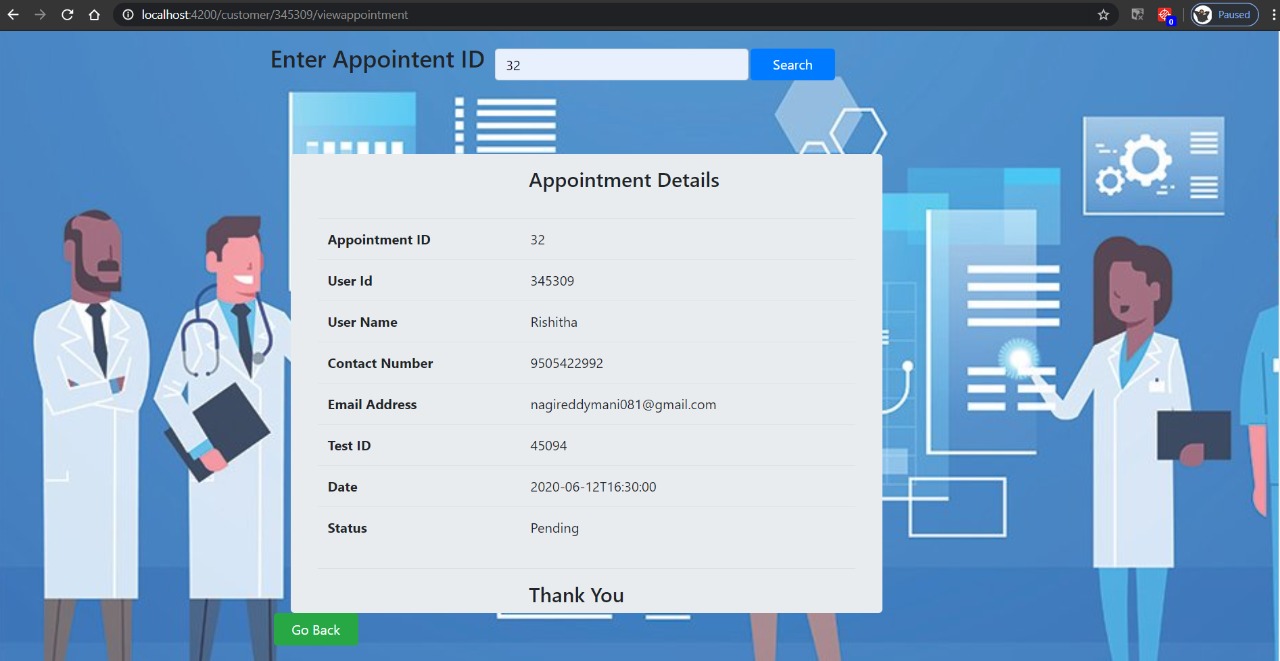 localhost:4200/customer/345309/viewappointment
Paused
0
Enter Appointent ID 32 Search
Appointment Details
Appointment ID 32
User Id 345309
User Name Rishitha
Contact Number 9505422992
Email Address nagireddymani081@gmail.com
Test ID 45094
Date 2020-06-12T16:30:00
Status Pending
Thank You
Go Back